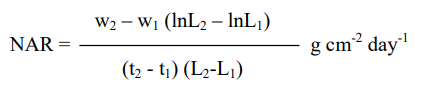 w₂ – w₁ (lnL₂ – lnL₁)
NAR = ――― g cm⁻² day⁻¹
(t₂ - t₁) (L₂-L₁)